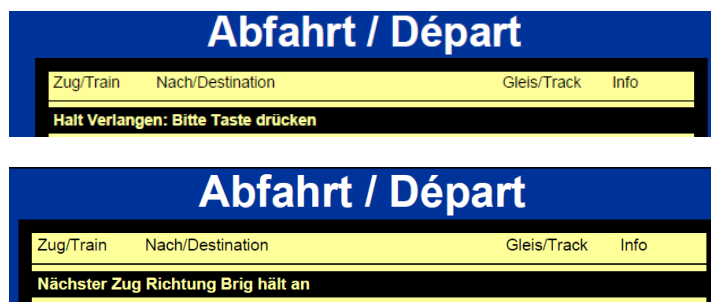 Abfahrt / Départ
Zug/Train Nach/Destination Gleis/Track Info
Halt Verlangen: Bitte Taste drücken
Abfahrt / Départ
Zug/Train Nach/Destination Gleis/Track Info
Nächster Zug Richtung Brig hält an